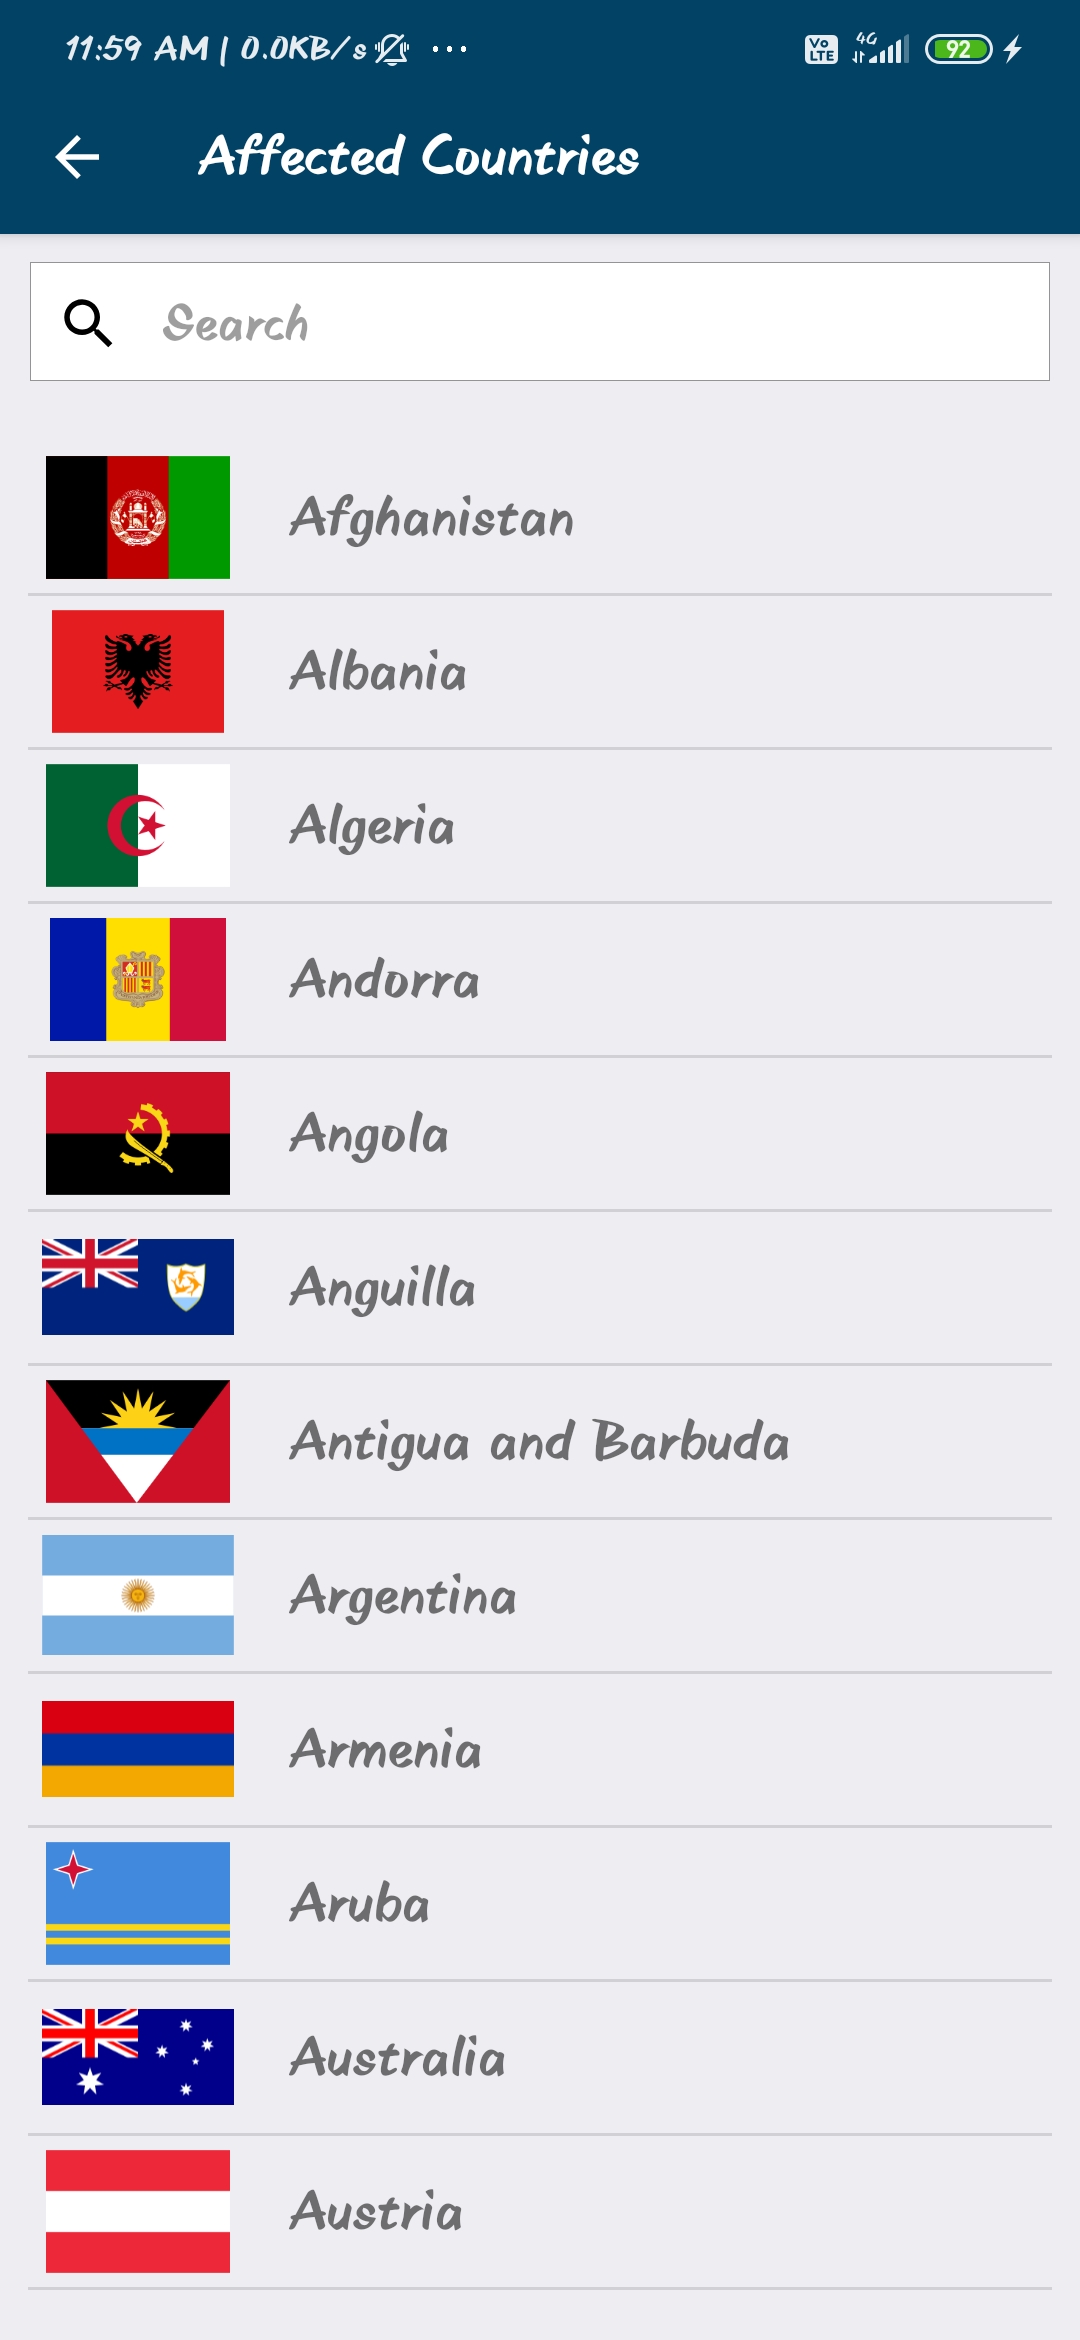 11:59 AM | 0.0KB/s ...
Vo LTE 4G 92
Affected Countries
Search
Afghanistan
Albania
Algeria
Andorra
Angola
Anguilla
Antigua and Barbuda
Argentina
Armenia
Aruba
Australia
Austria